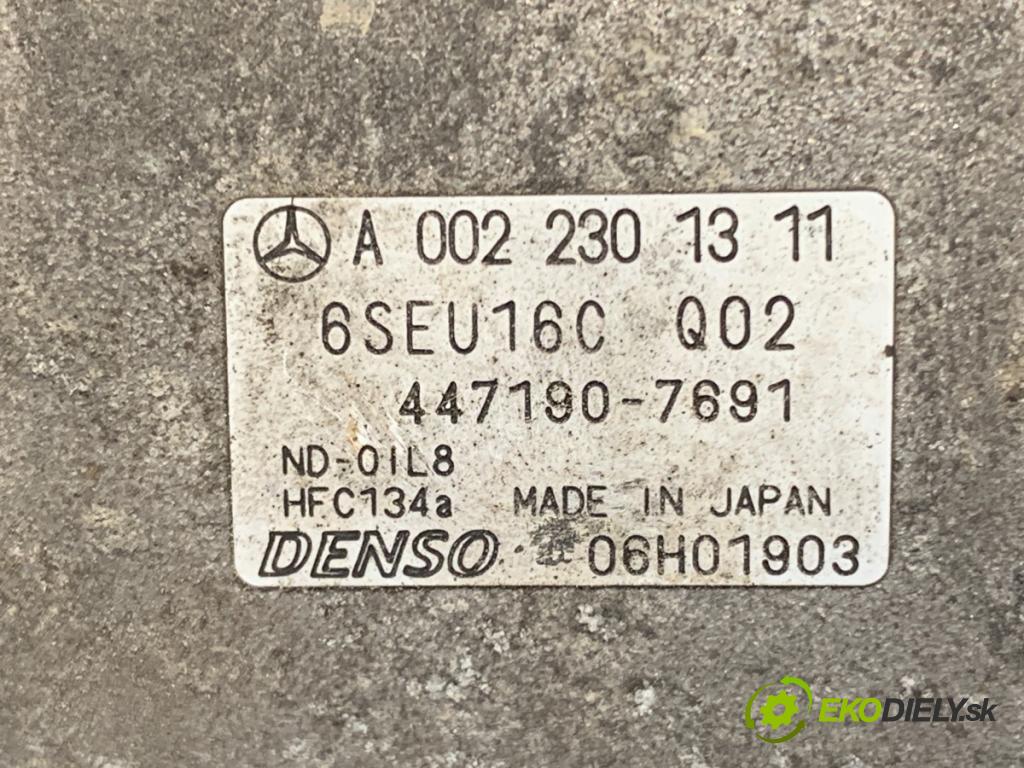 A 002 230 13 11
6SEU16C Q02
447190-7691
ND-OIL8
HFC134a MADE IN JAPAN
DENSO 06H01903
EKODIELY.sk